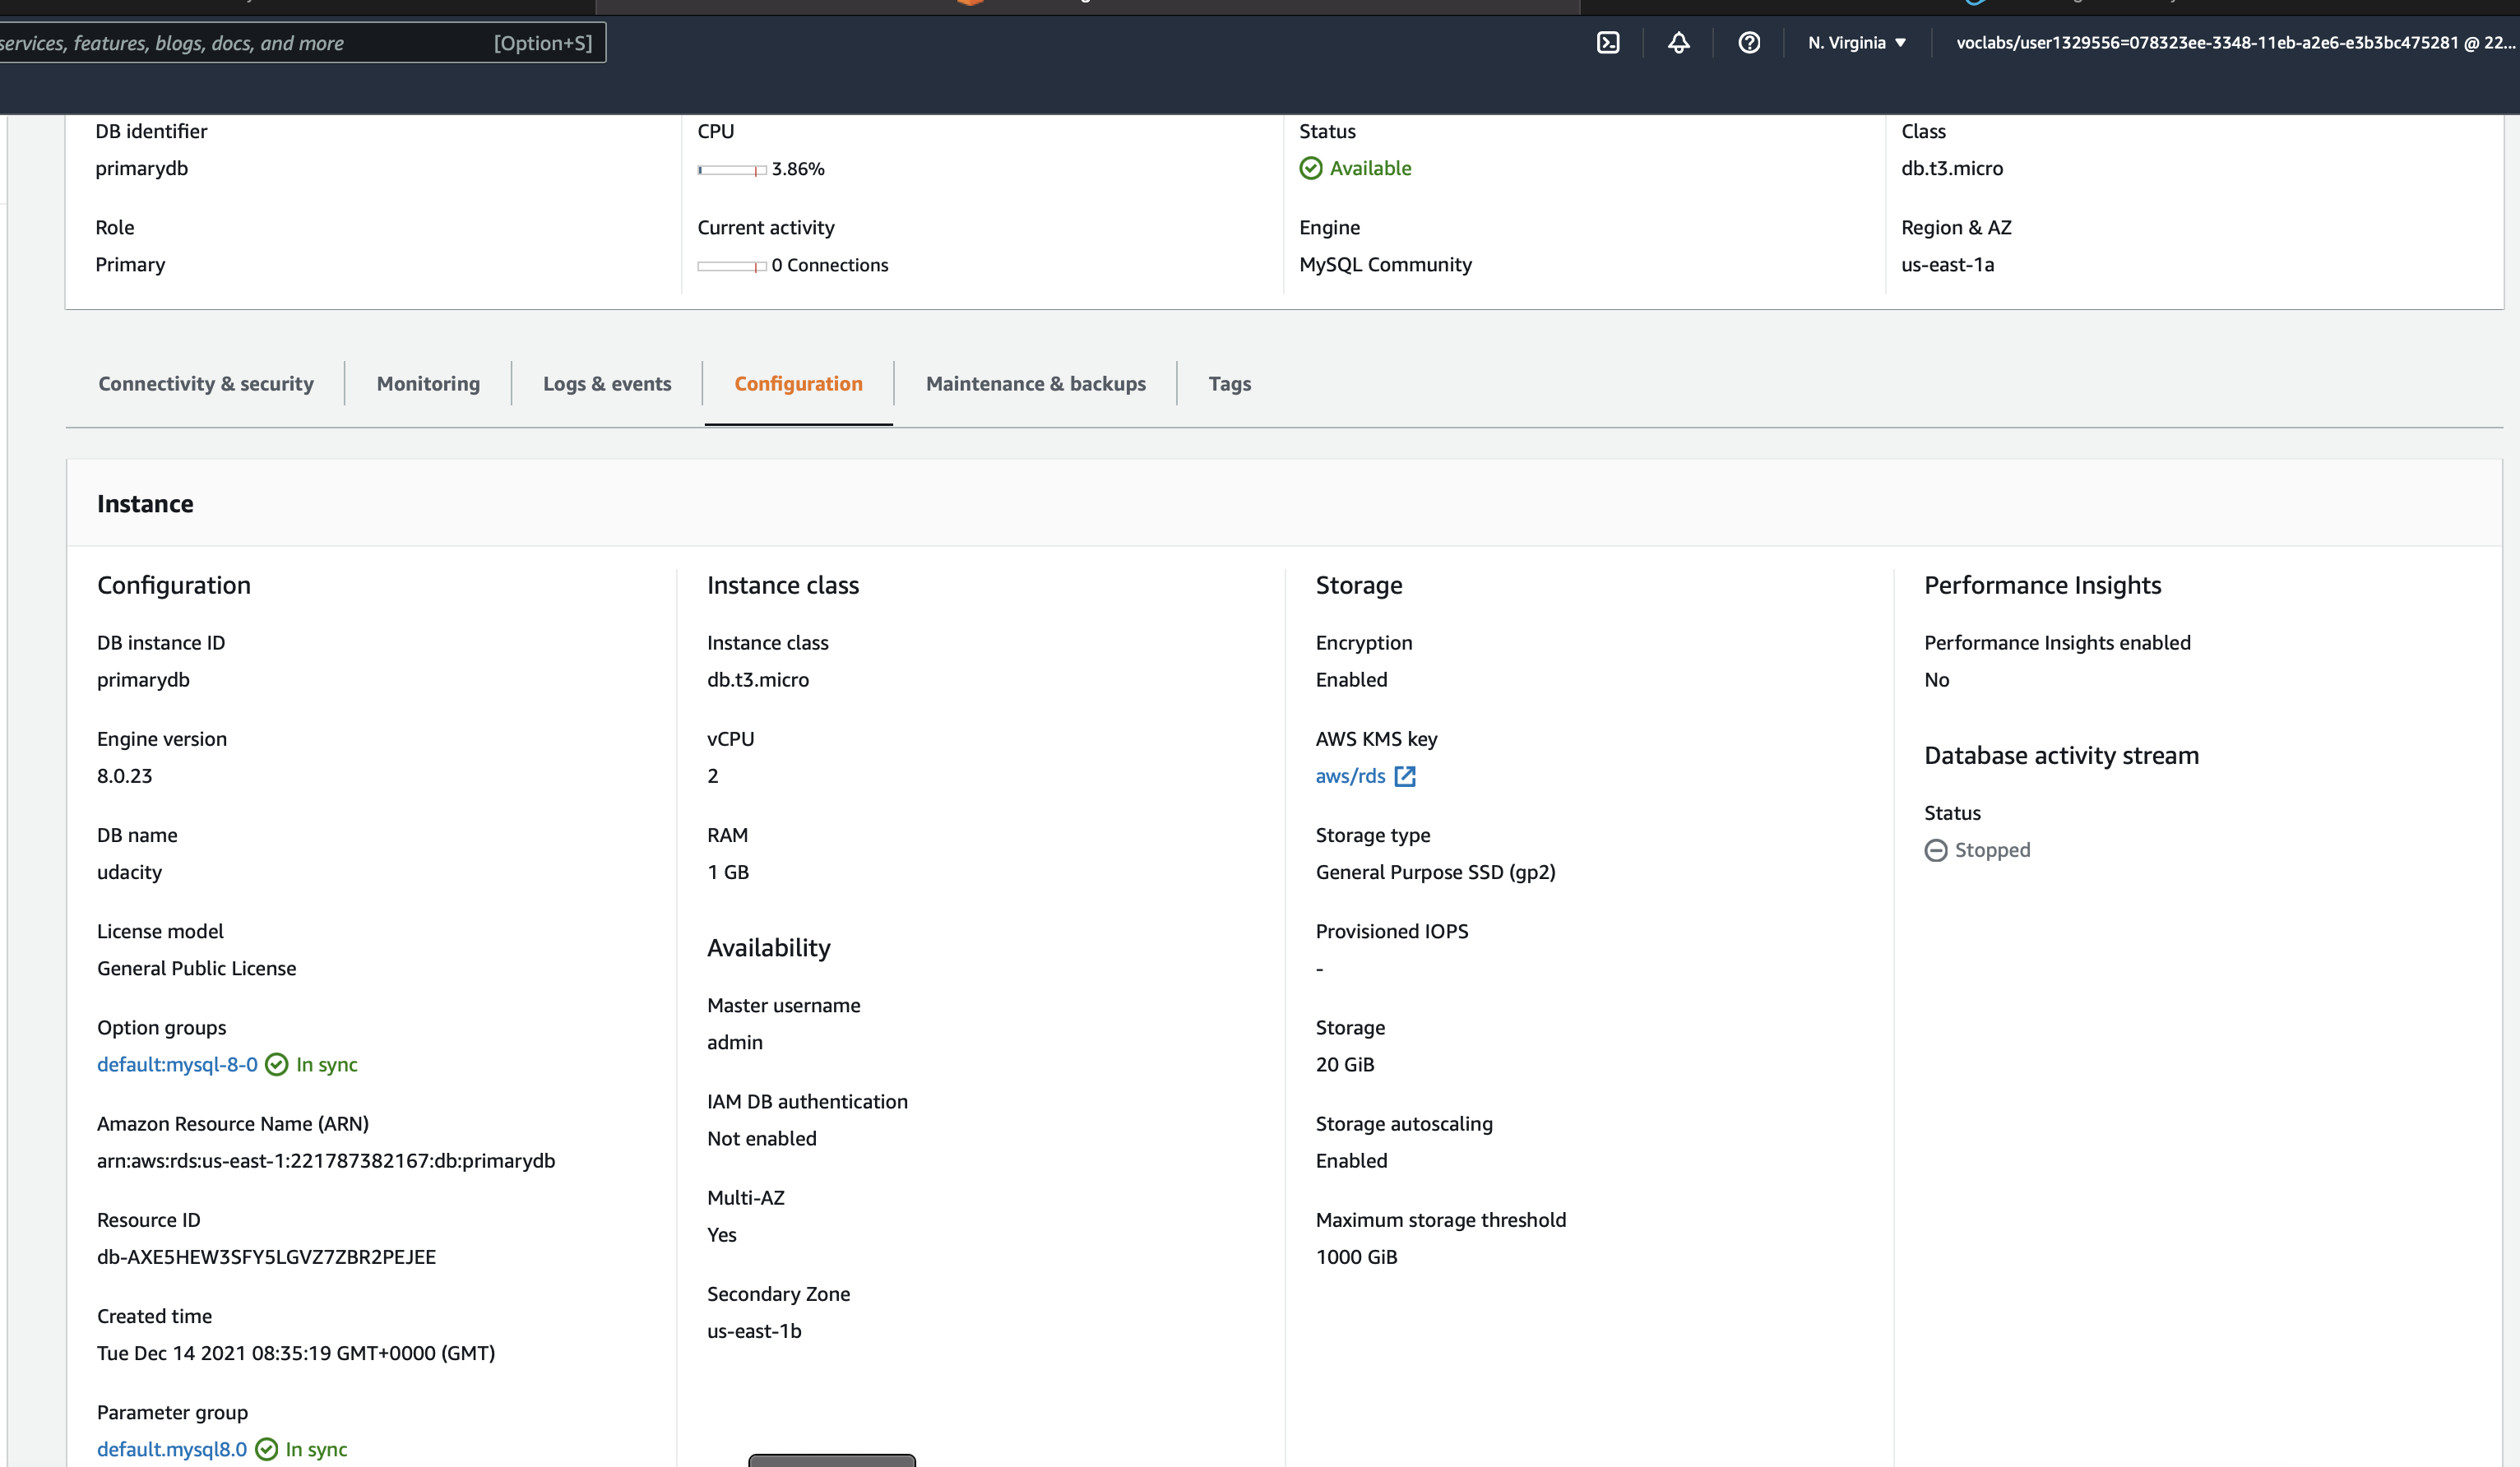 services, features, blogs, docs, and more [Option+S] N. Virginia ▼ voclabs/user1329556=078323ee-3348-11eb-a2e6-e3b3bc475281 @ 22...
DB identifier
primarydb
CPU
3.86%
Status
Available
Class
db.t3.micro
Role
Primary
Current activity
0 Connections
Engine
MySQL Community
Region & AZ
us-east-1a
Connectivity & security Monitoring Logs & events Configuration Maintenance & backups Tags
Instance
Configuration
DB instance ID
primarydb
Engine version
8.0.23
DB name
udacity
License model
General Public License
Option groups
default:mysql-8-0 In sync
Amazon Resource Name (ARN)
arn:aws:rds:us-east-1:221787382167:db:primarydb
Resource ID
db-AXE5HEW3SFY5LGVZ7ZBR2PEJEE
Created time
Tue Dec 14 2021 08:35:19 GMT+0000 (GMT)
Parameter group
default.mysql8.0 In sync
Instance class
Instance class
db.t3.micro
vCPU
2
RAM
1 GB
Availability
Master username
admin
IAM DB authentication
Not enabled
Multi-AZ
Yes
Secondary Zone
us-east-1b
Storage
Encryption
Enabled
AWS KMS key
aws/rds
Storage type
General Purpose SSD (gp2)
Provisioned IOPS
-
Storage
20 GiB
Storage autoscaling
Enabled
Maximum storage threshold
1000 GiB
Performance Insights
Performance Insights enabled
No
Database activity stream
Status
Stopped